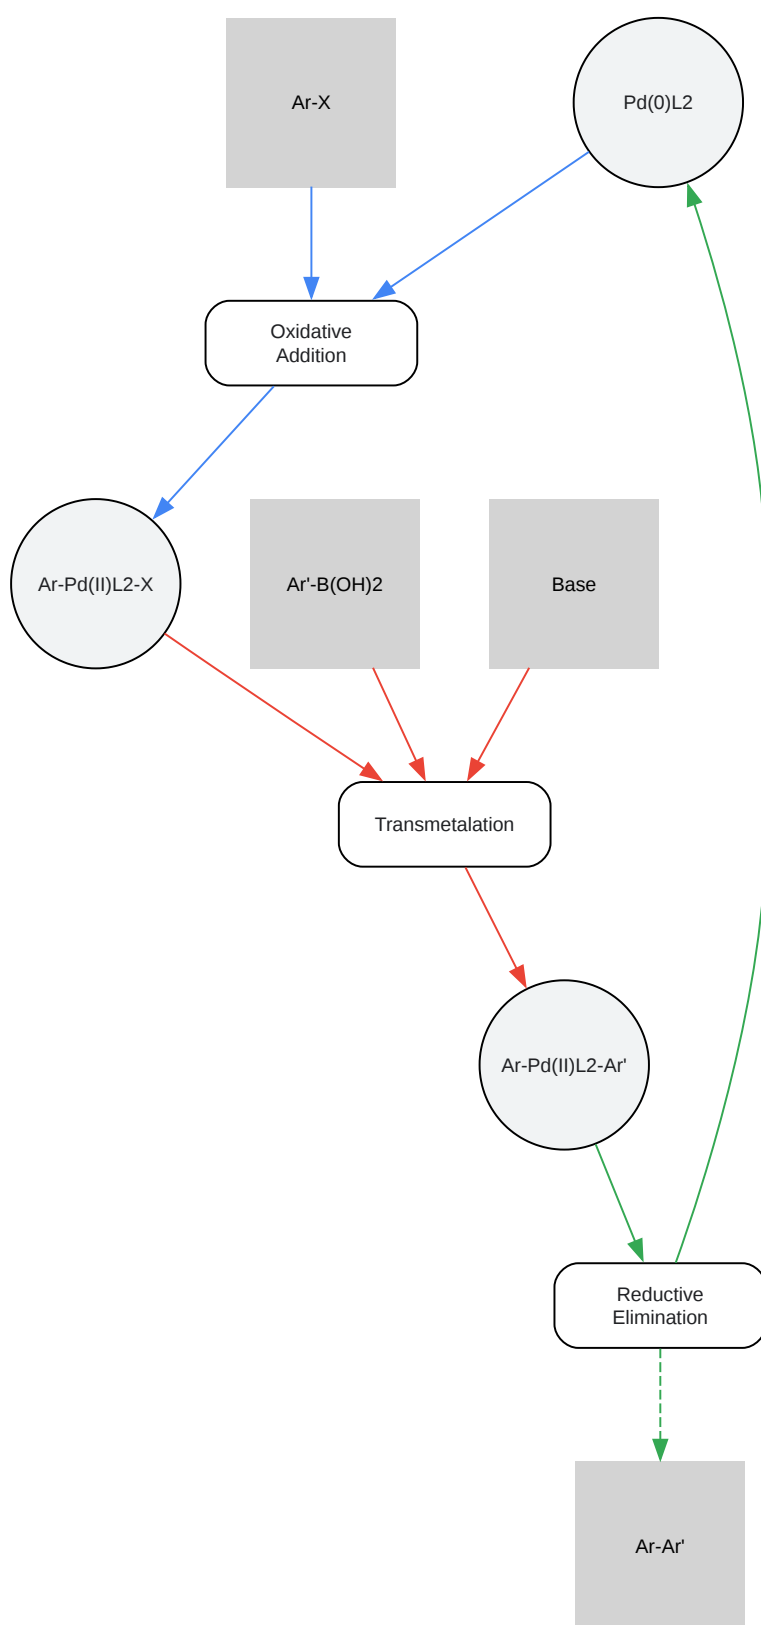 Ar-X
Pd(0)L2
Oxidative
Addition
Ar-Pd(II)L2-X
Ar'-B(OH)2
Base
Transmetalation
Ar-Pd(II)L2-Ar'
Reductive
Elimination
Ar-Ar'